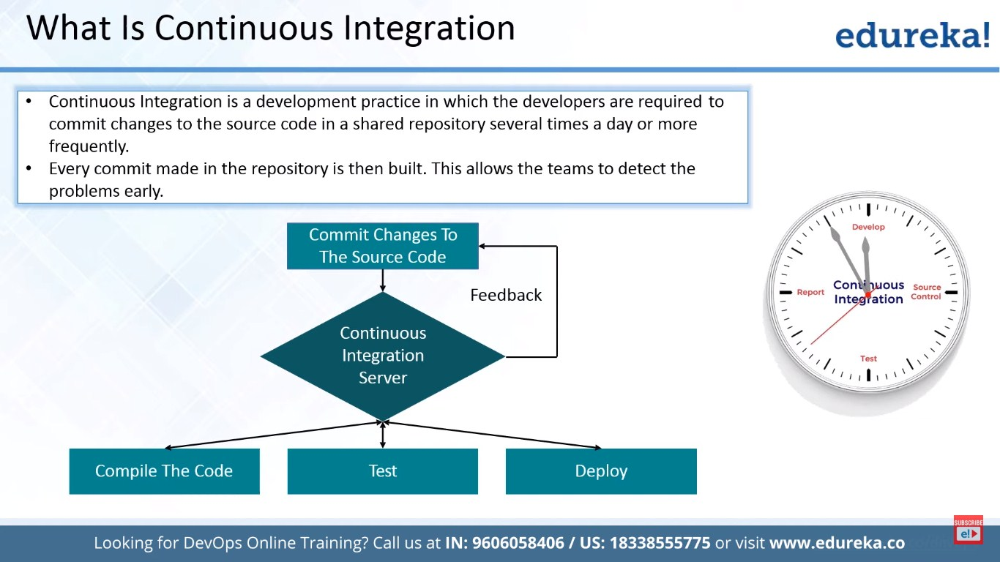 What Is Continuous Integration
edureka!
• Continuous Integration is a development practice in which the developers are required to
commit changes to the source code in a shared repository several times a day or more
frequently.
• Every commit made in the repository is then built. This allows the teams to detect the
problems early.
Commit Changes To
The Source Code
Feedback
Continuous
Integration
Server
Compile The Code
Test
Deploy
Develop
Report
Continuous
Integration
Source
Control
Test
SUBSCRIBE
e!
Looking for DevOps Online Training? Call us at IN: 9606058406 / US: 18338555775 or visit www.edureka.co